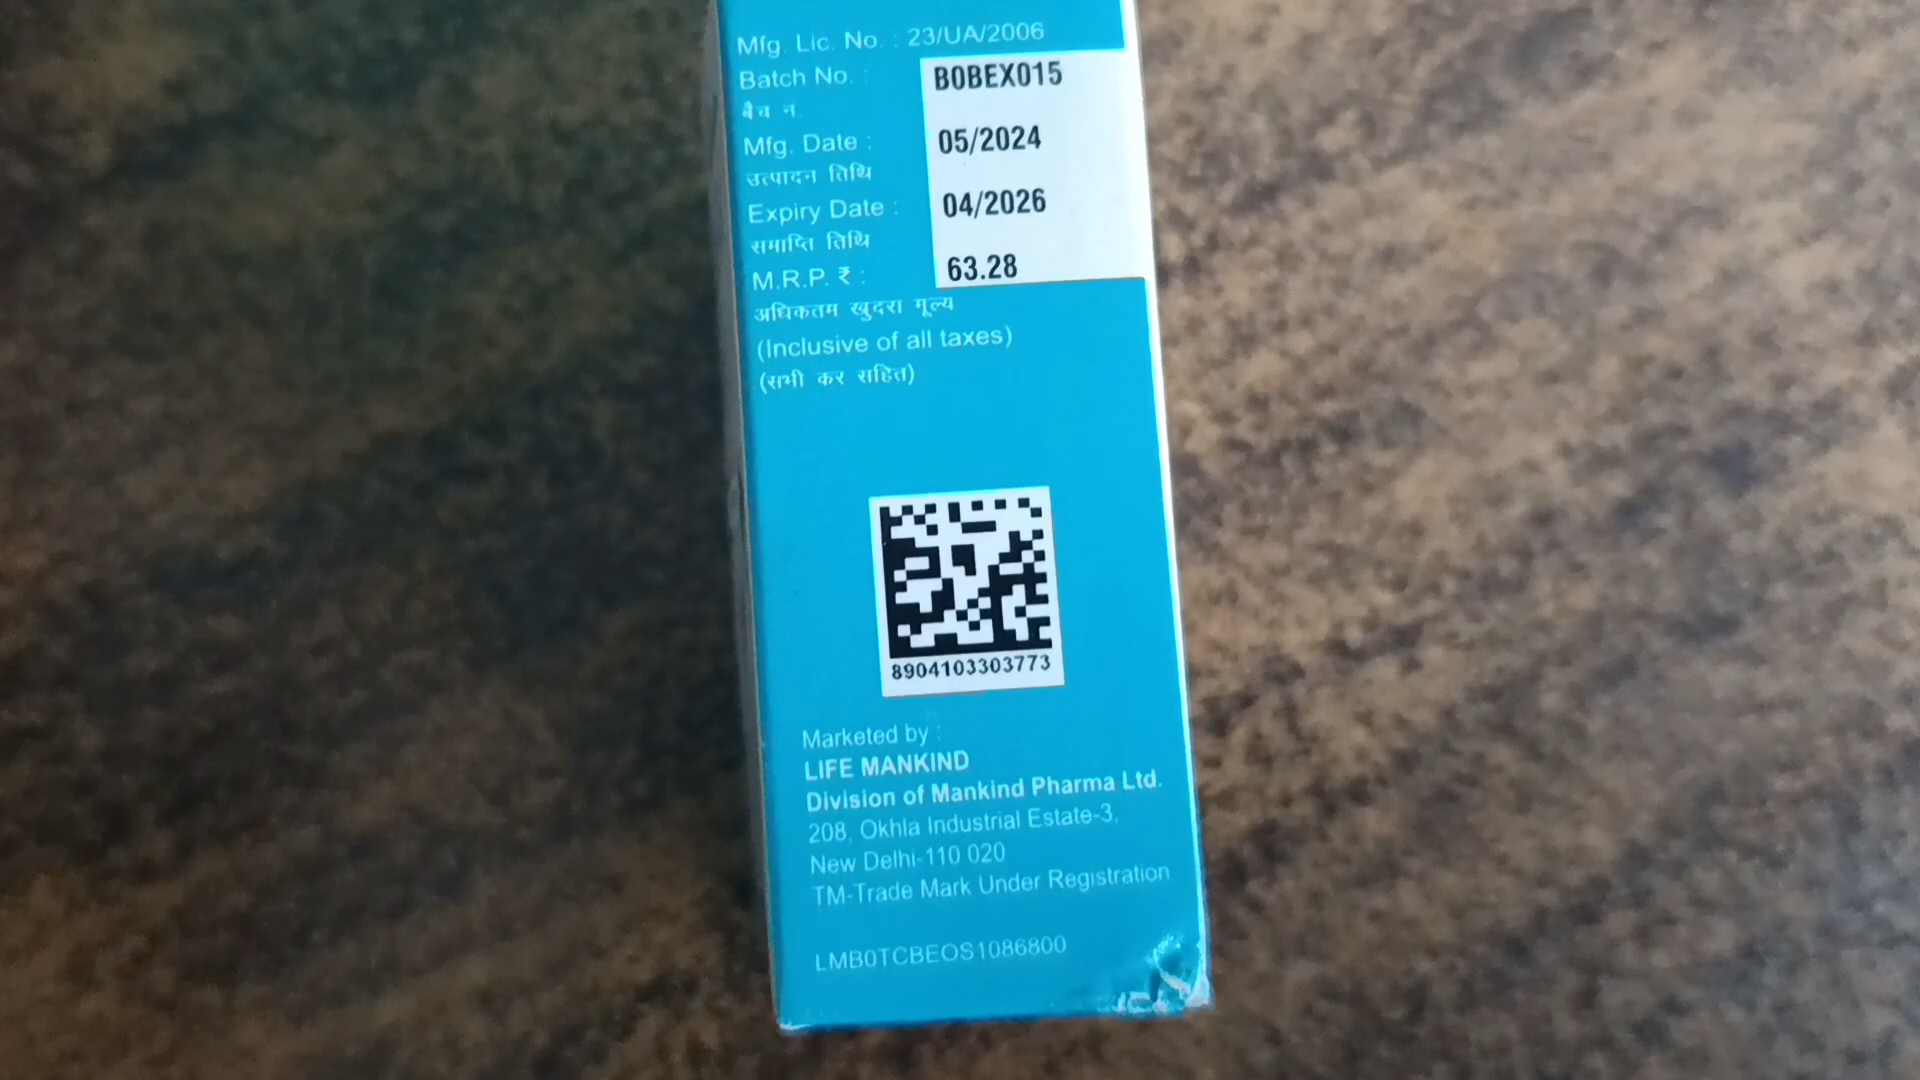 Mfg. Lic. No. : 23/UA/2006
Batch No. : B0BEX015
बैच न.
Mfg. Date : 05/2024
उत्पादन तिथि
Expiry Date : 04/2026
समाप्ति तिथि
M.R.P. ₹ : 63.28
अधिकतम खुदरा मूल्य
(Inclusive of all taxes)
(सभी कर सहित)
8904103303773
Marketed by :
LIFE MANKIND
Division of Mankind Pharma Ltd.
208, Okhla Industrial Estate-3,
New Delhi-110 020
TM-Trade Mark Under Registration
LMB0TCBEOS1086800